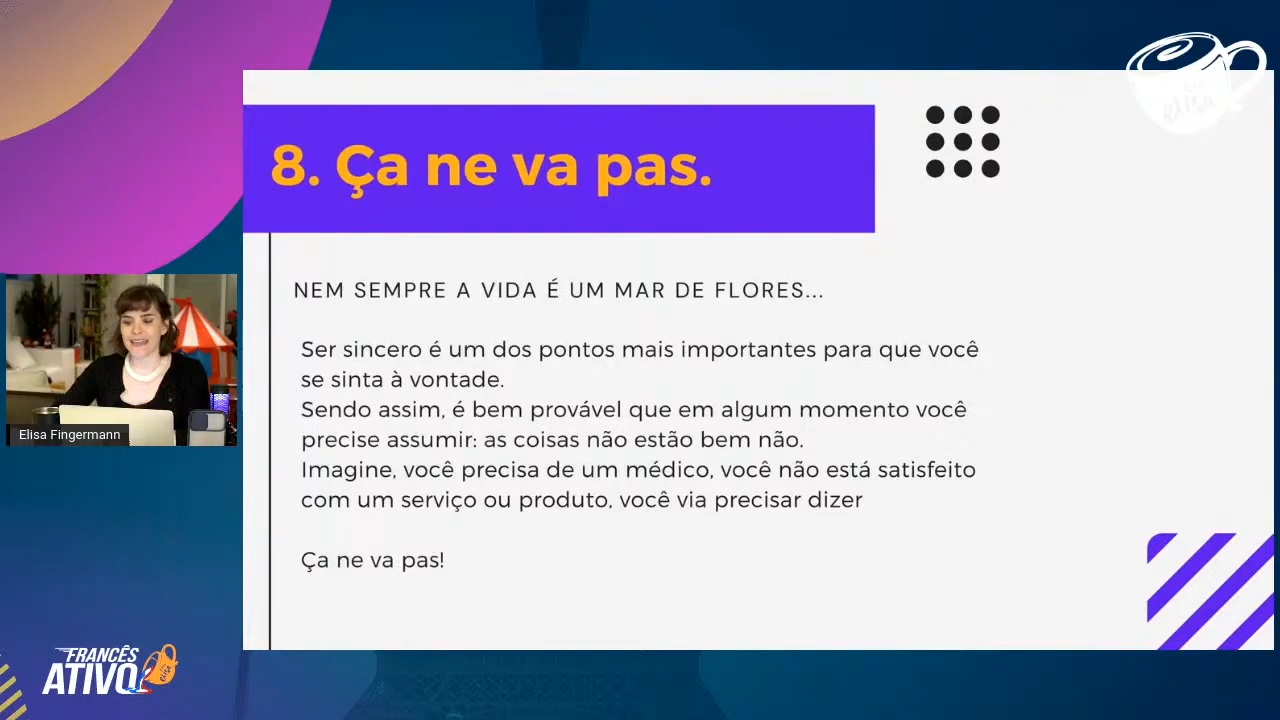 8. Ça ne va pas.
NEM SEMPRE A VIDA É UM MAR DE FLORES...
Ser sincero é um dos pontos mais importantes para que você
se sinta à vontade.
Sendo assim, é bem provável que em algum momento você
precise assumir: as coisas não estão bem não.
Imagine, você precisa de um médico, você não está satisfeito
com um serviço ou produto, você via precisar dizer
Ça ne va pas!
Elisa Fingermann
FRANCÊS
ATIVO
elisa